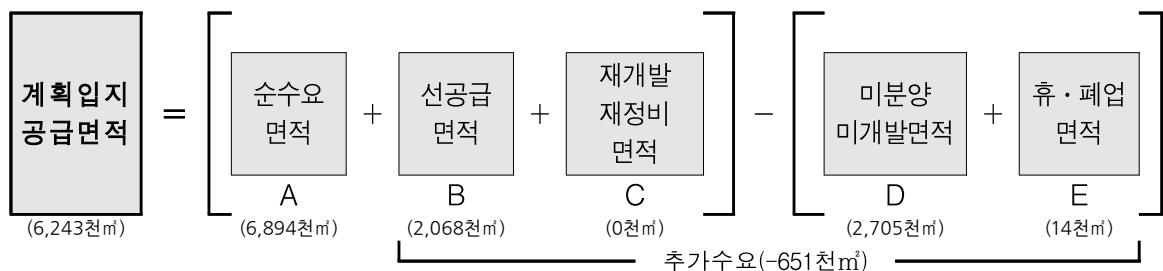 계획입지
공급면적
=
순수요
면적
A
(6,894천㎡)
+
선공급
면적
B
(2,068천㎡)
+
재개발
재정비
면적
C
(0천㎡)
−
미분양
미개발면적
D
(2,705천㎡)
+
휴・폐업
면적
E
(14천㎡)
(6,243천㎡)
추가수요(-651천㎡)